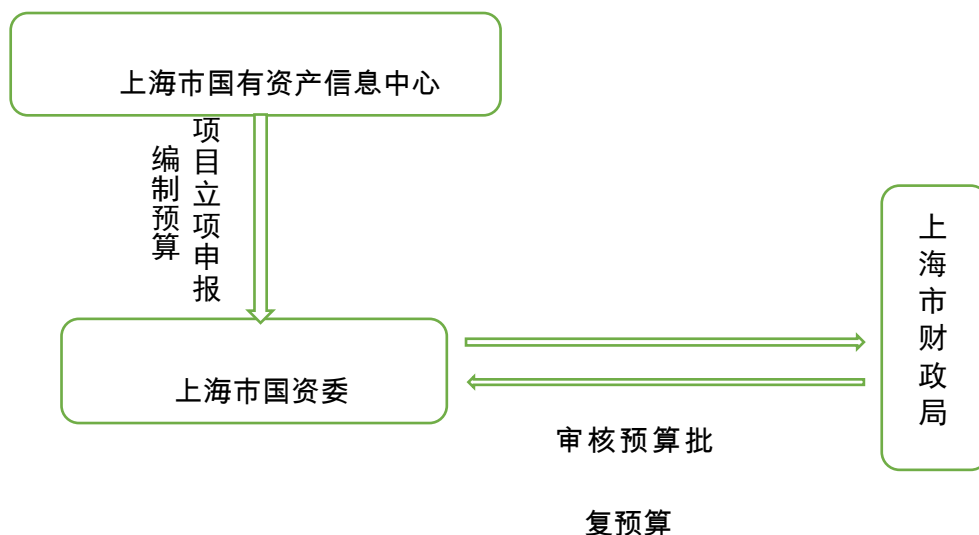 上海市国有资产信息中心
项目立项申报
编制预算
上海市国资委
上海市财政局
审核预算批
复预算